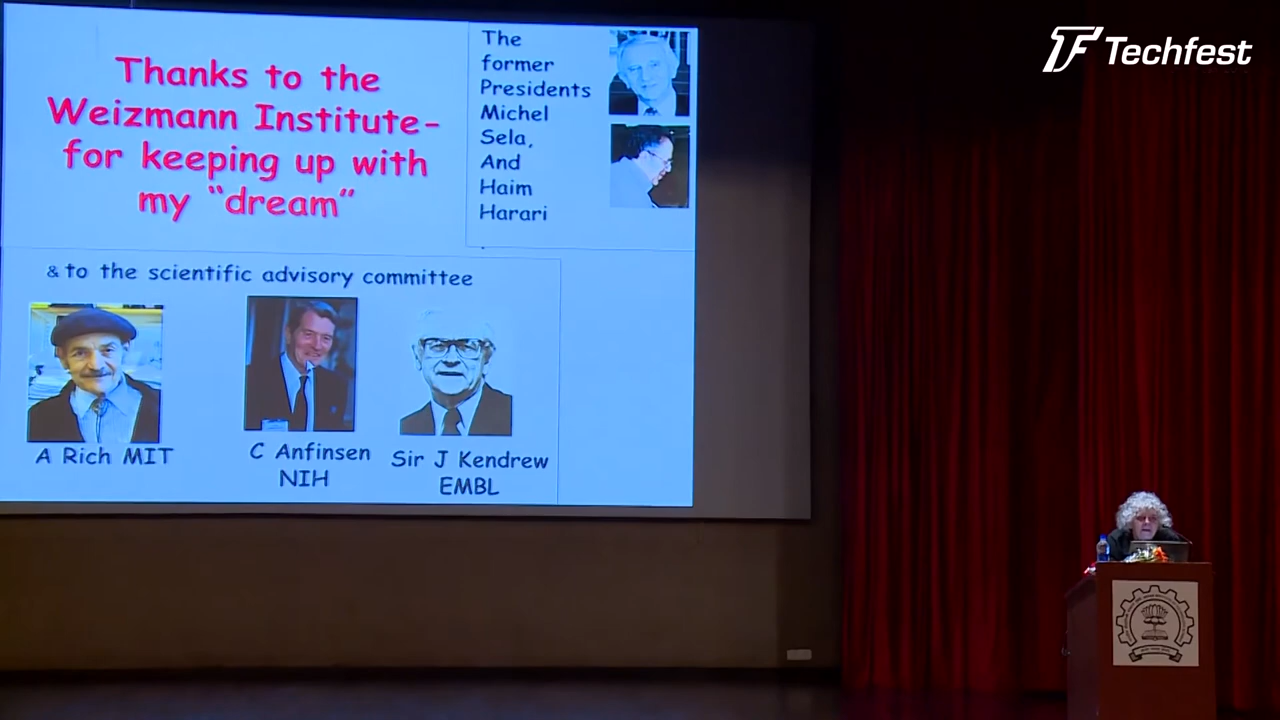 Techfest
Thanks to the
Weizmann Institute-
for keeping up with
my “dream”
The
former
Presidents
Michel
Sela,
And
Haim
Harari
& to the scientific advisory committee
A Rich MIT
C Anfinsen
NIH
Sir J Kendrew
EMBL